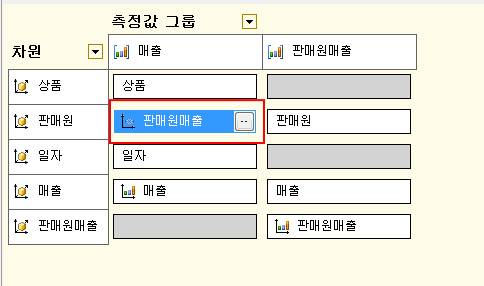 측정값 그룹
차원 매출 판매원매출
상품 상품
판매원 판매원매출 ... 판매원
일자 일자
매출 매출 매출
판매원매출 판매원매출